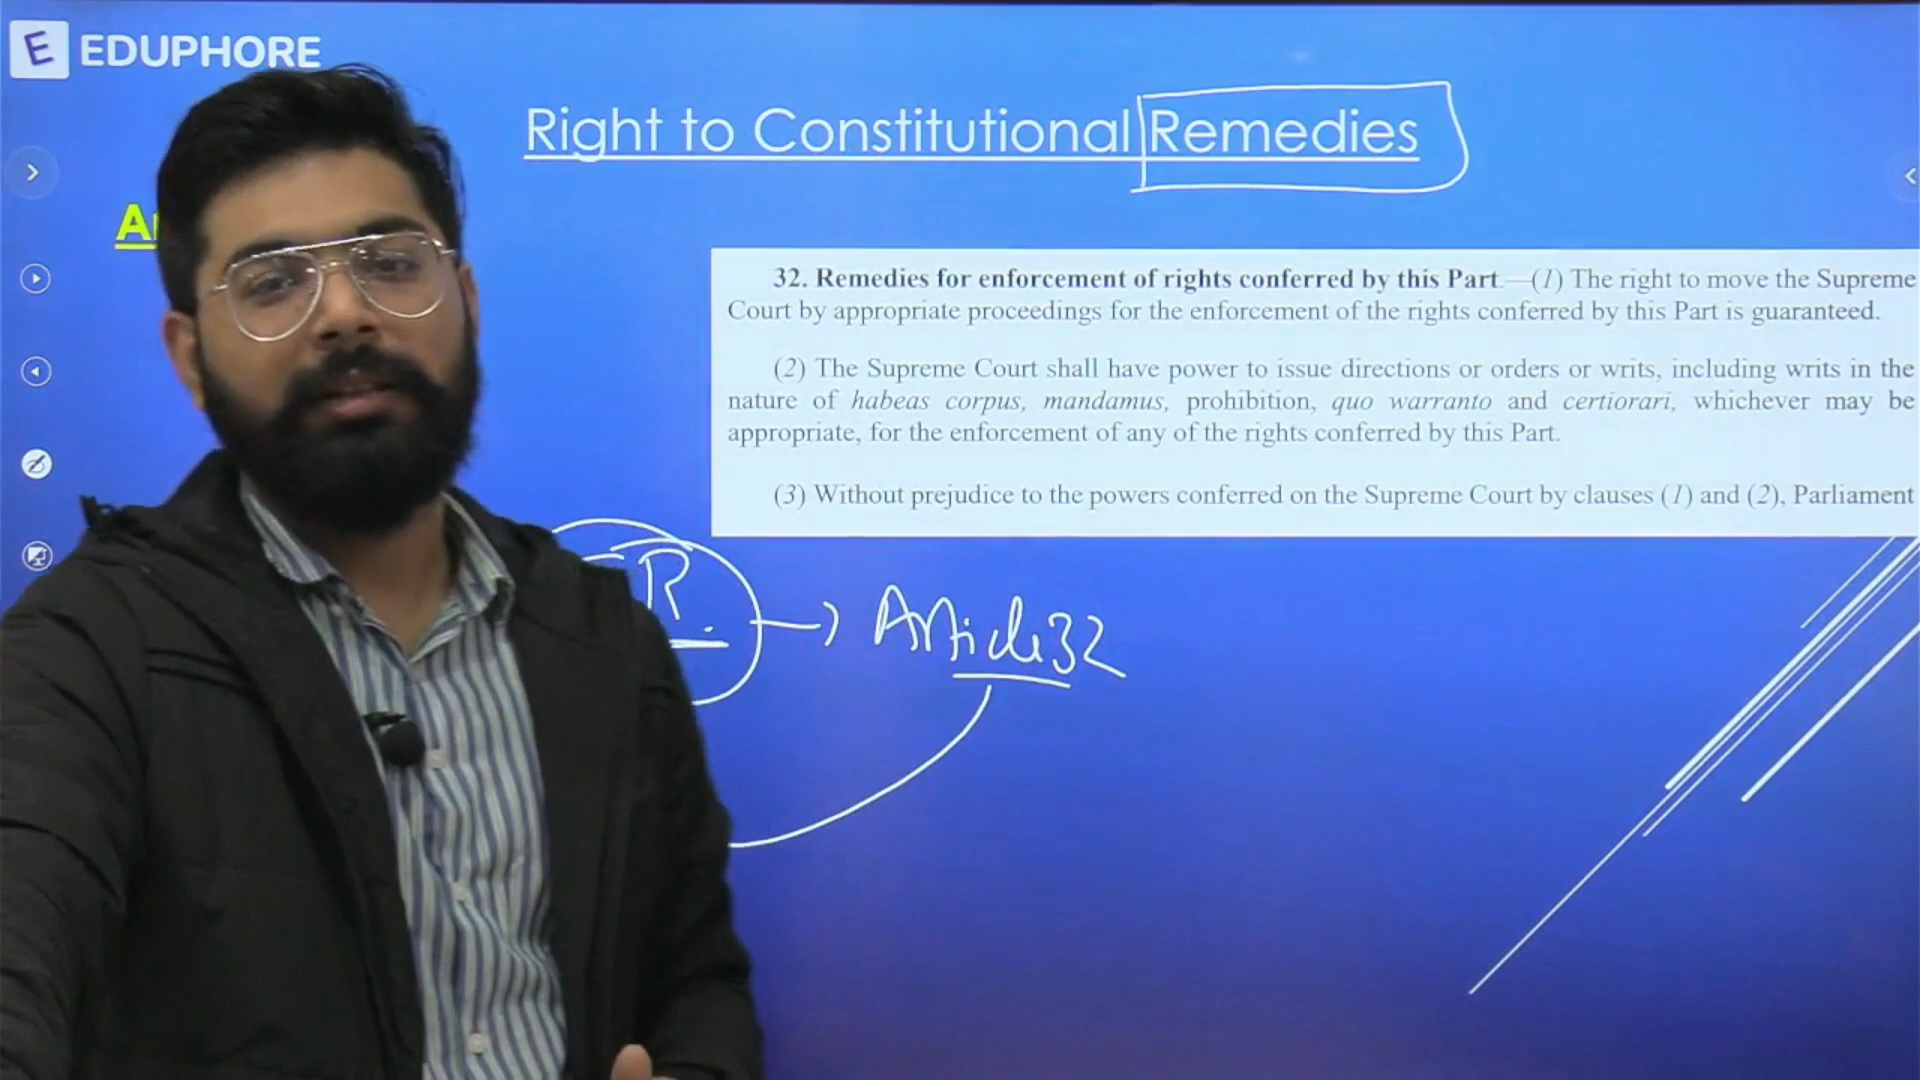 E EDUPHORE
Right to Constitutional Remedies
32. Remedies for enforcement of rights conferred by this Part.—(1) The right to move the Supreme
Court by appropriate proceedings for the enforcement of the rights conferred by this Part is guaranteed.
(2) The Supreme Court shall have power to issue directions or orders or writs, including writs in the
nature of habeas corpus, mandamus, prohibition, quo warranto and certiorari, whichever may be
appropriate, for the enforcement of any of the rights conferred by this Part.
(3) Without prejudice to the powers conferred on the Supreme Court by clauses (1) and (2), Parliament
R. → Article 32